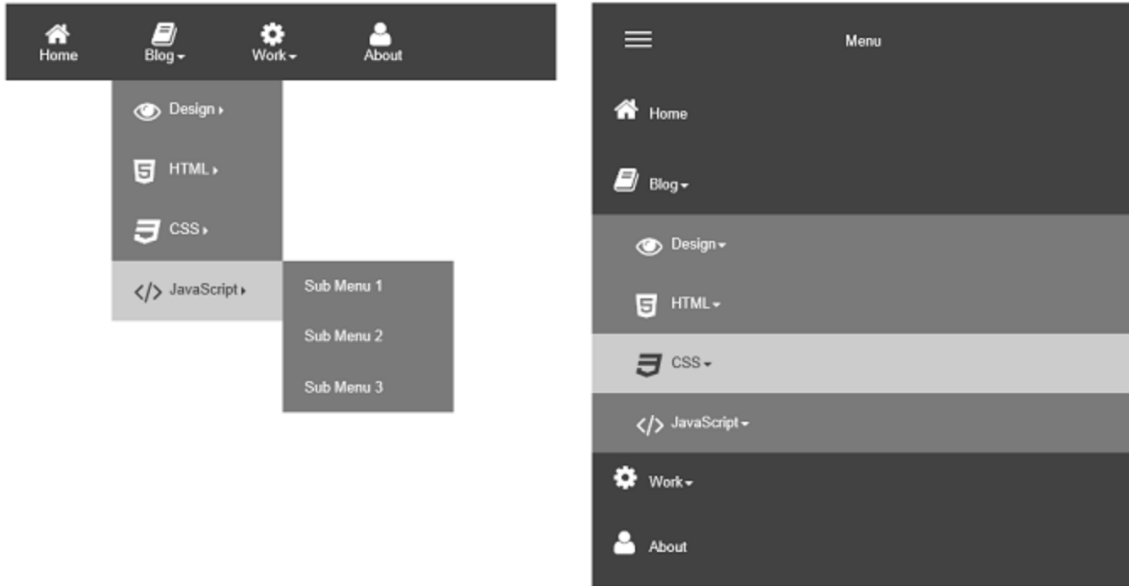 Home Blog Work About
Design
HTML
CSS
JavaScript
Sub Menu 1
Sub Menu 2
Sub Menu 3
Menu
Home
Blog
Design
HTML
CSS
JavaScript
Work
About